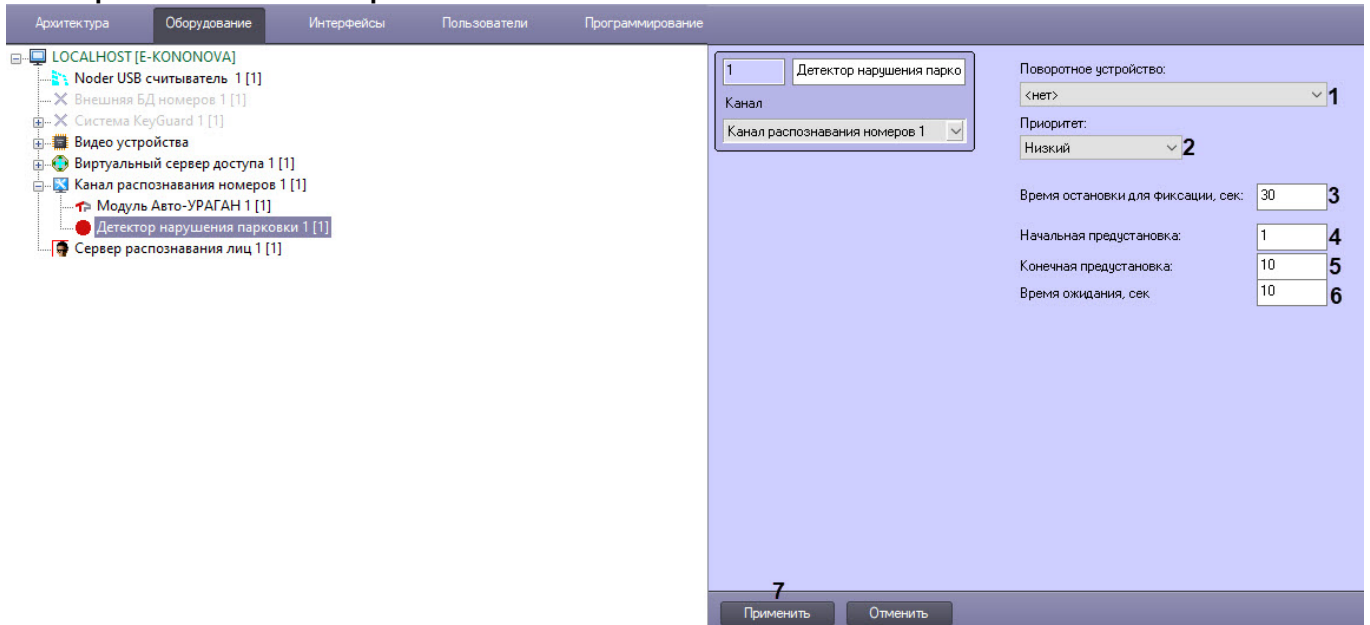 Архитектура Оборудование Интерфейсы Пользователи Программирование
LOCALHOST [E-KONONOVA]
Noder USB считыватель 1 [1]
Внешняя БД номеров 1 [1]
Система KeyGuard 1 [1]
Видео устройства
Виртуальный сервер доступа 1 [1]
Канал распознавания номеров 1 [1]
Модуль Авто-УРАГАН 1 [1]
Детектор нарушения парковки 1 [1]
Сервер распознавания лиц 1 [1]
1 Детектор нарушения парко
Канал
Канал распознавания номеров 1
Поворотное устройство:
<нет> 1
Приоритет:
Низкий 2
Время остановки для фиксации, сек: 30 3
Начальная предустановка: 1 4
Конечная предустановка: 10 5
Время ожидания, сек 10 6
7
Применить Отменить